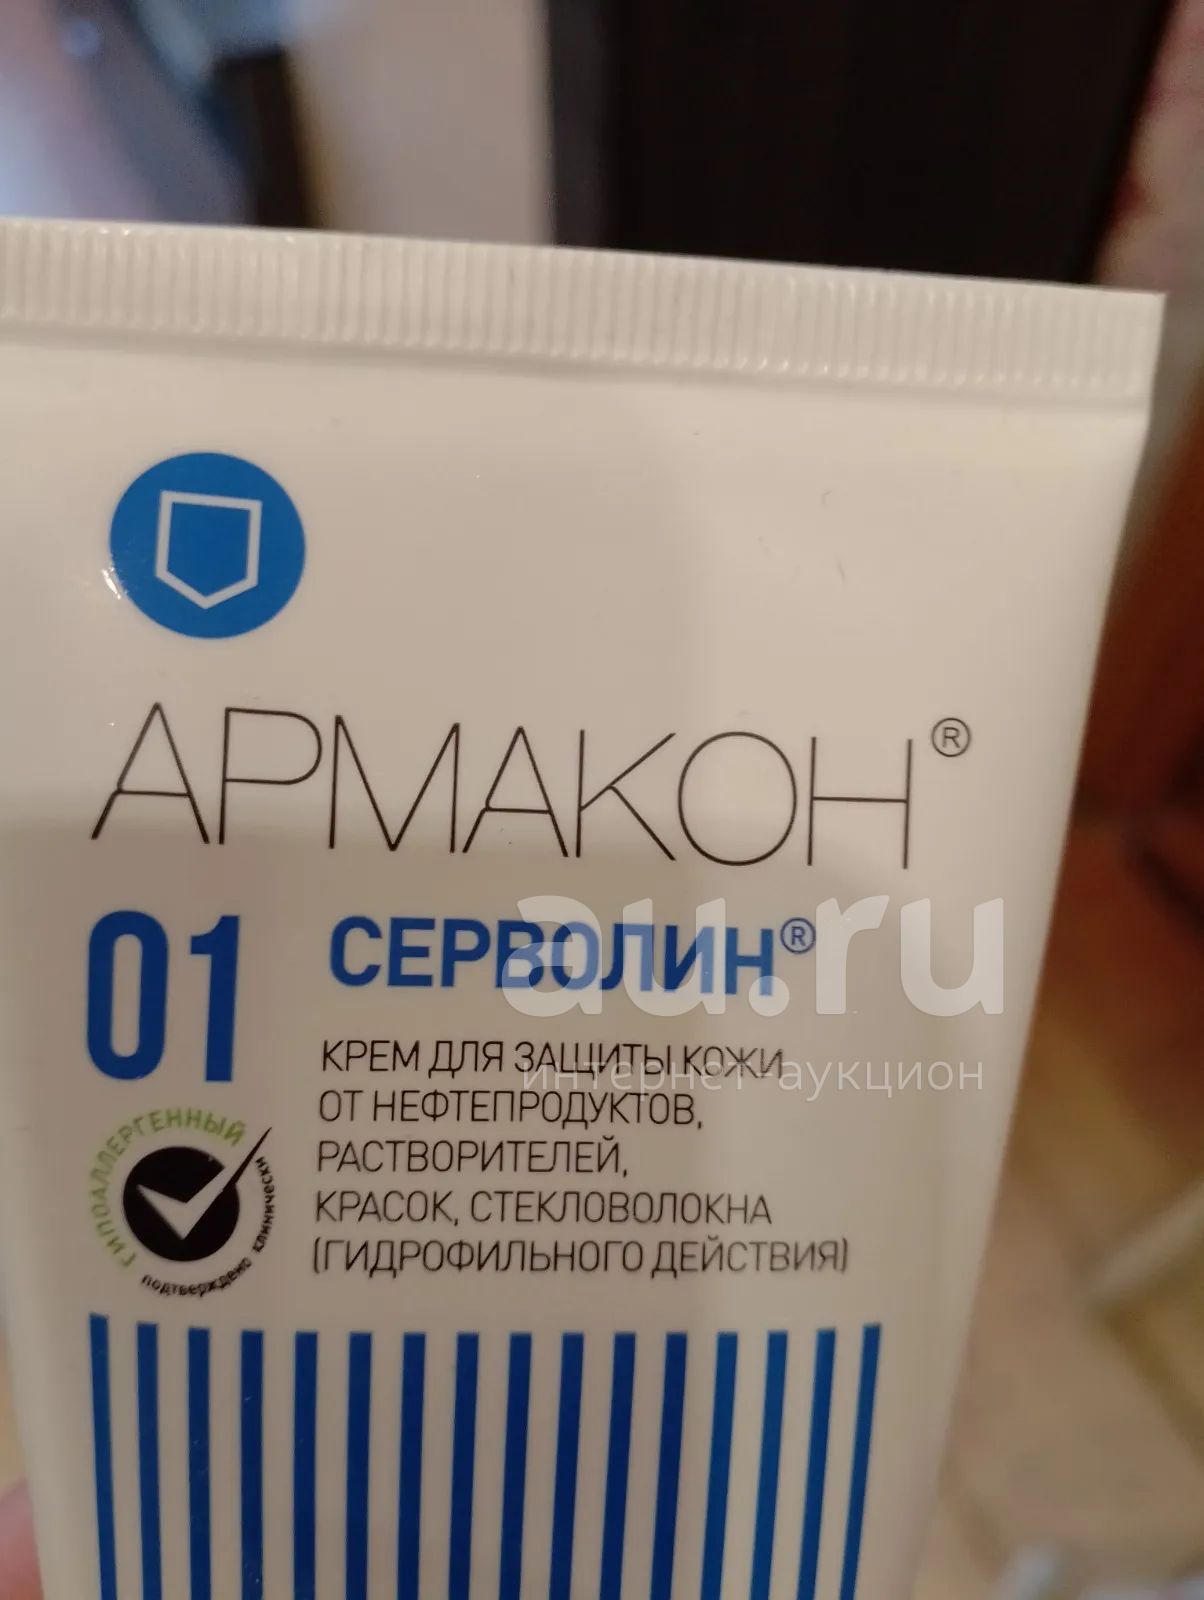 АРМАКОН®
01 СЕРВОЛИН®
au.ru
КРЕМ ДЛЯ ЗАЩИТЫ КОЖИ
интернет-аукцион
ОТ НЕФТЕПРОДУКТОВ,
РАСТВОРИТЕЛЕЙ,
КРАСОК, СТЕКЛОВОЛОКНА
(ГИДРОФИЛЬНОГО ДЕЙСТВИЯ)
ГИПОАЛЛЕРГЕННЫЙ
подтверждено клинически